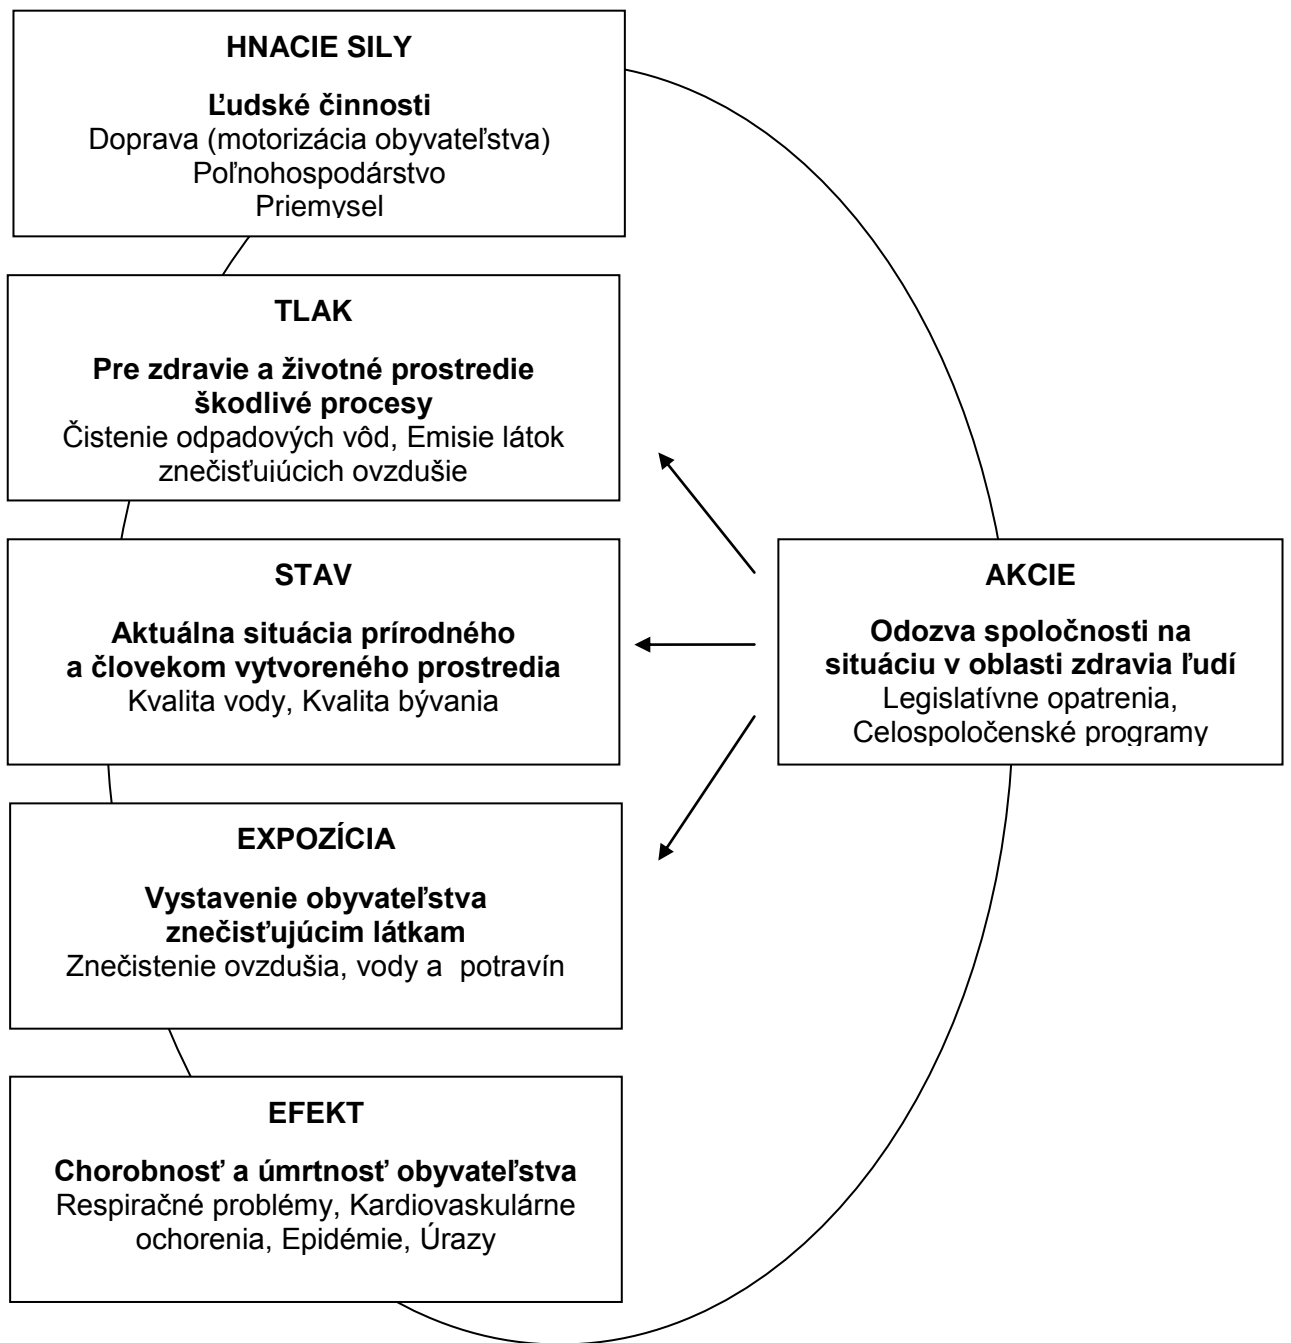 HNACIE SILY
Ľudské činnosti
Doprava (motorizácia obyvateľstva)
Poľnohospodárstvo
Priemysel
TLAK
Pre zdravie a životné prostredie
škodlivé procesy
Čistenie odpadových vôd, Emisie látok
znečisťujúcich ovzdušie
STAV
Aktuálna situácia prírodného
a človekom vytvoreného prostredia
Kvalita vody, Kvalita bývania
EXPOZÍCIA
Vystavenie obyvateľstva
znečisťujúcim látkam
Znečistenie ovzdušia, vody a potravín
EFEKT
Chorobnosť a úmrtnosť obyvateľstva
Respiračné problémy, Kardiovaskulárne
ochorenia, Epidémie, Úrazy
AKCIE
Odozva spoločnosti na
situáciu v oblasti zdravia ľudí
Legislatívne opatrenia,
Celospoločenské programy